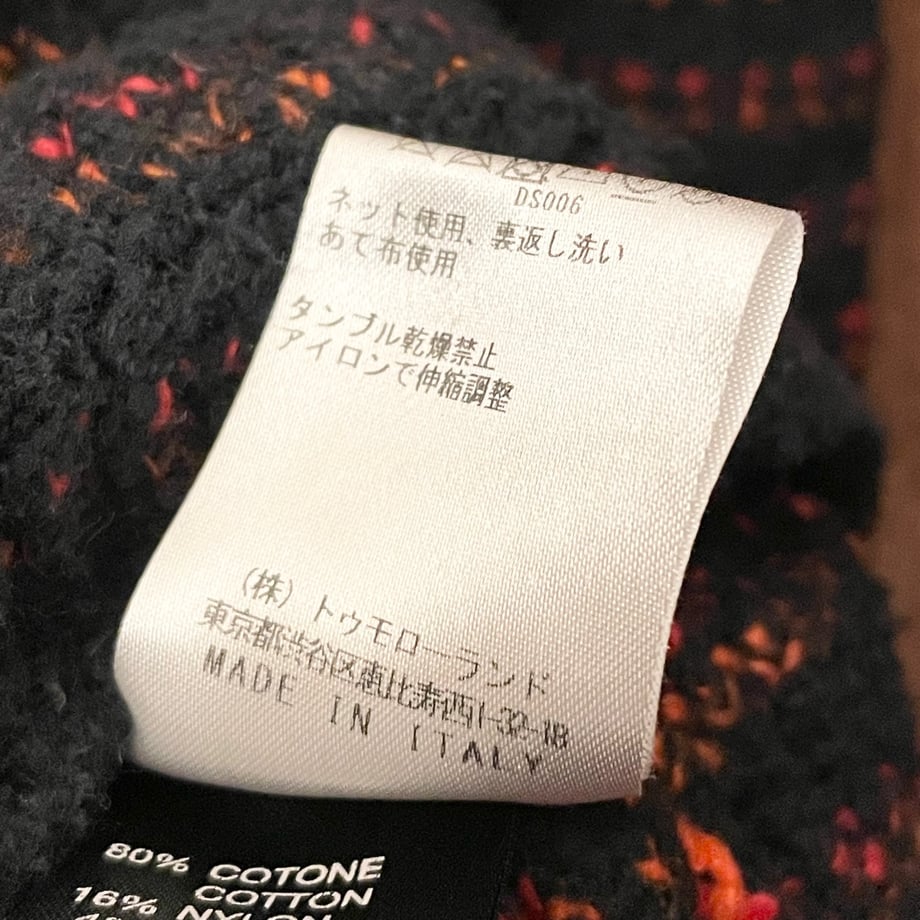 DS006
ネット使用、裏返し洗い
あて布使用
タンブル乾燥禁止
アイロンで伸縮調整
(株) トゥモローランド
東京都渋谷区恵比寿西1-32-18
MADE IN ITALY
80% COTONE
COTTON
16% NYLON